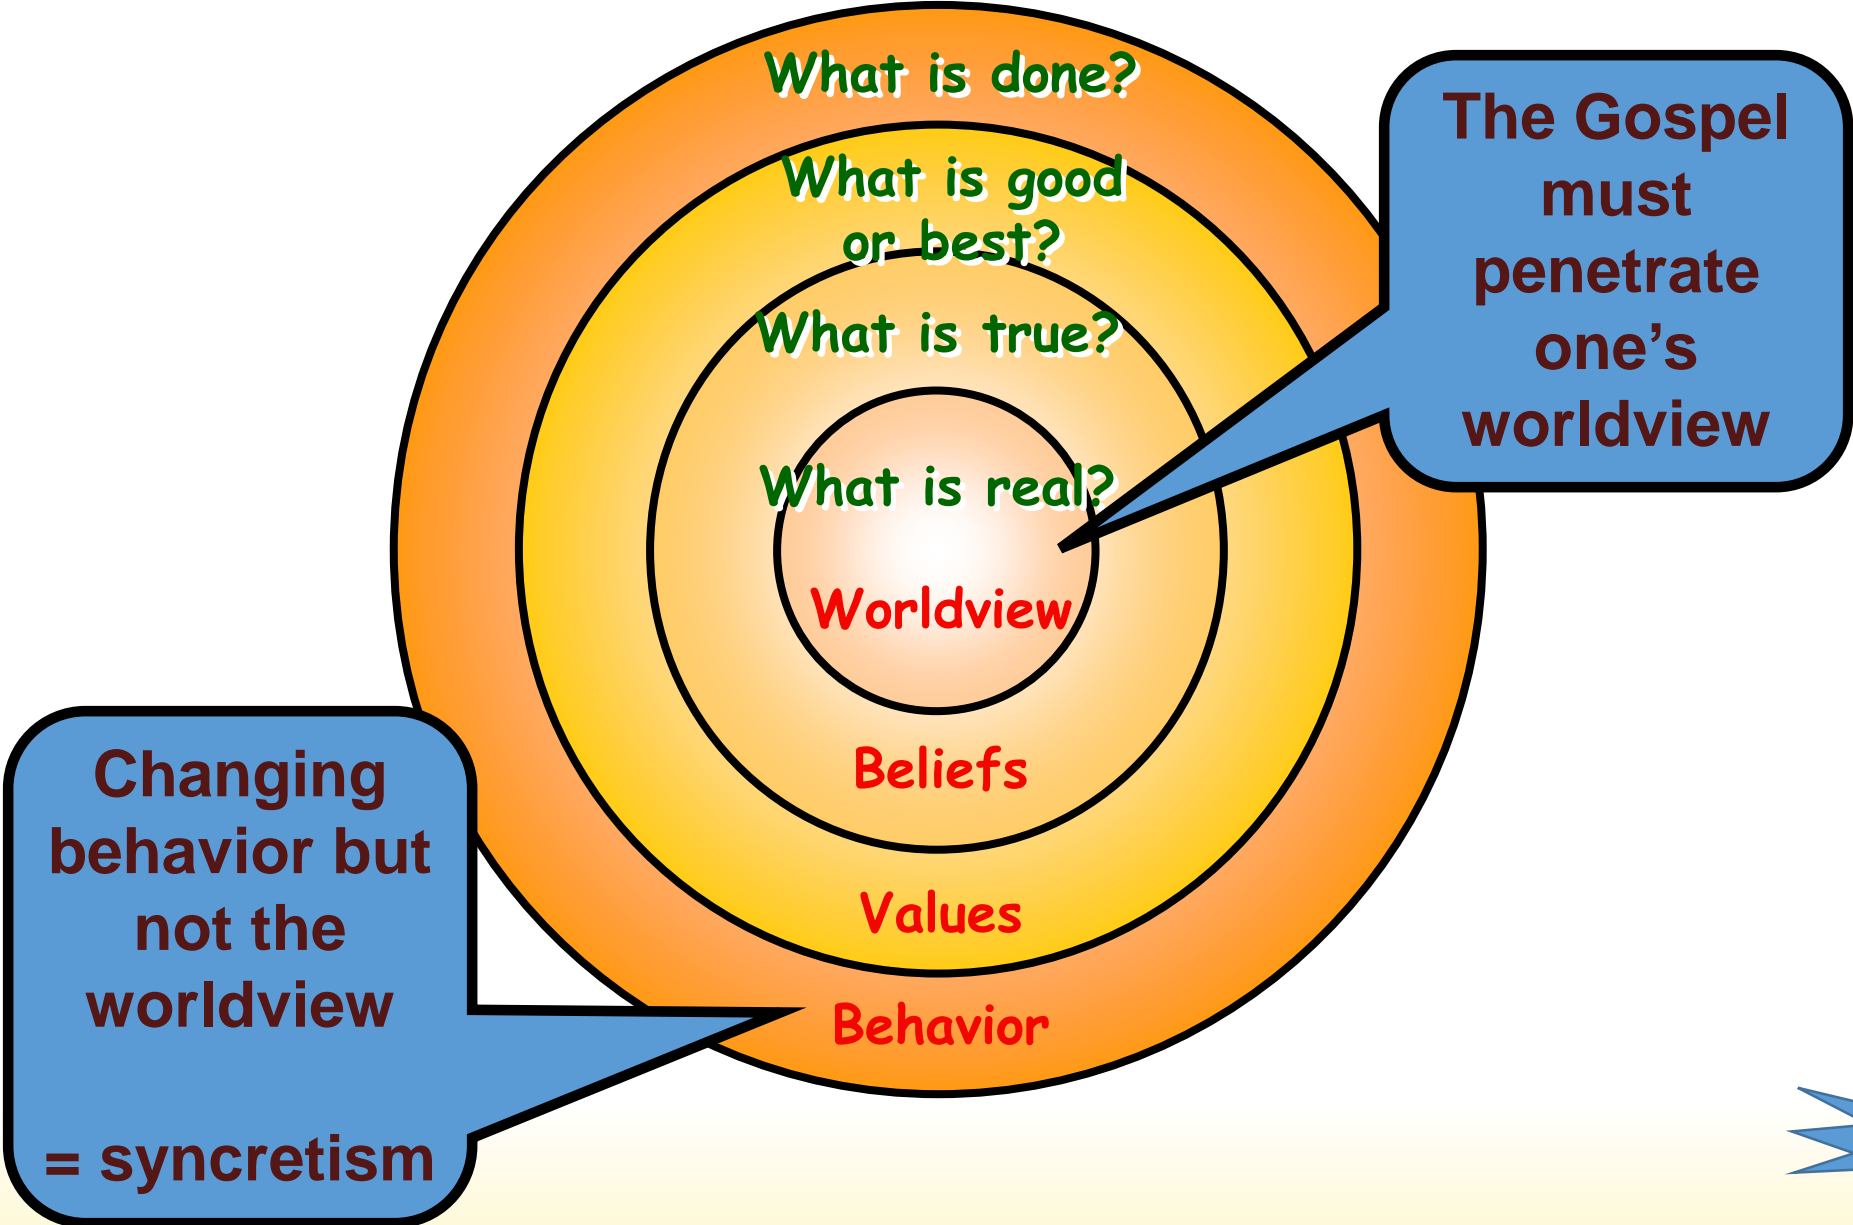 What is done?
What is good
or best?
What is true?
What is real?
Worldview
Beliefs
Values
Behavior
The Gospel
must
penetrate
one’s
worldview
Changing
behavior but
not the
worldview
= syncretism